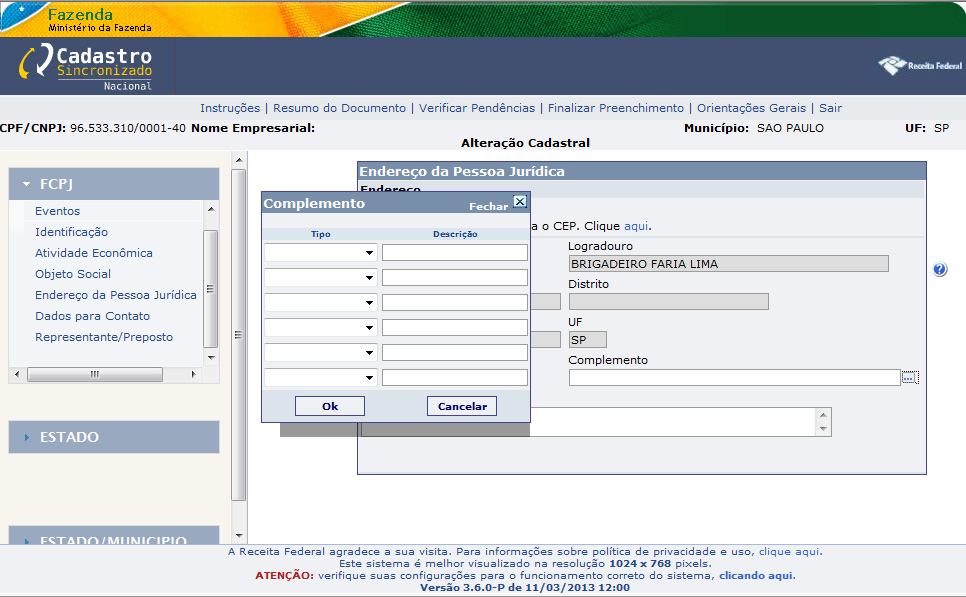 Fazenda
Ministério da Fazenda
Cadastro
Sincronizado
Nacional
Receita Federal
Instruções | Resumo do Documento | Verificar Pendências | Finalizar Preenchimento | Orientações Gerais | Sair
CPF/CNPJ: 96.533.310/0001-40 Nome Empresarial: Município: SAO PAULO UF: SP
Alteração Cadastral
FCPJ
Eventos
Identificação
Atividade Econômica
Objeto Social
Endereço da Pessoa Jurídica
Dados para Contato
Representante/Preposto
ESTADO
ESTADO/MUNICIPIO
Endereço da Pessoa Jurídica
Endereço
a o CEP. Clique aqui.
Logradouro
BRIGADEIRO FARIA LIMA
Distrito
UF
SP
Complemento
...
Complemento Fechar X
Tipo Descrição
Ok Cancelar
A Receita Federal agradece a sua visita. Para informações sobre política de privacidade e uso, clique aqui.
Este sistema é melhor visualizado na resolução 1024 x 768 pixels.
ATENÇÃO: verifique suas configurações para o funcionamento correto do sistema, clicando aqui.
Versão 3.6.0-P de 11/03/2013 12:00